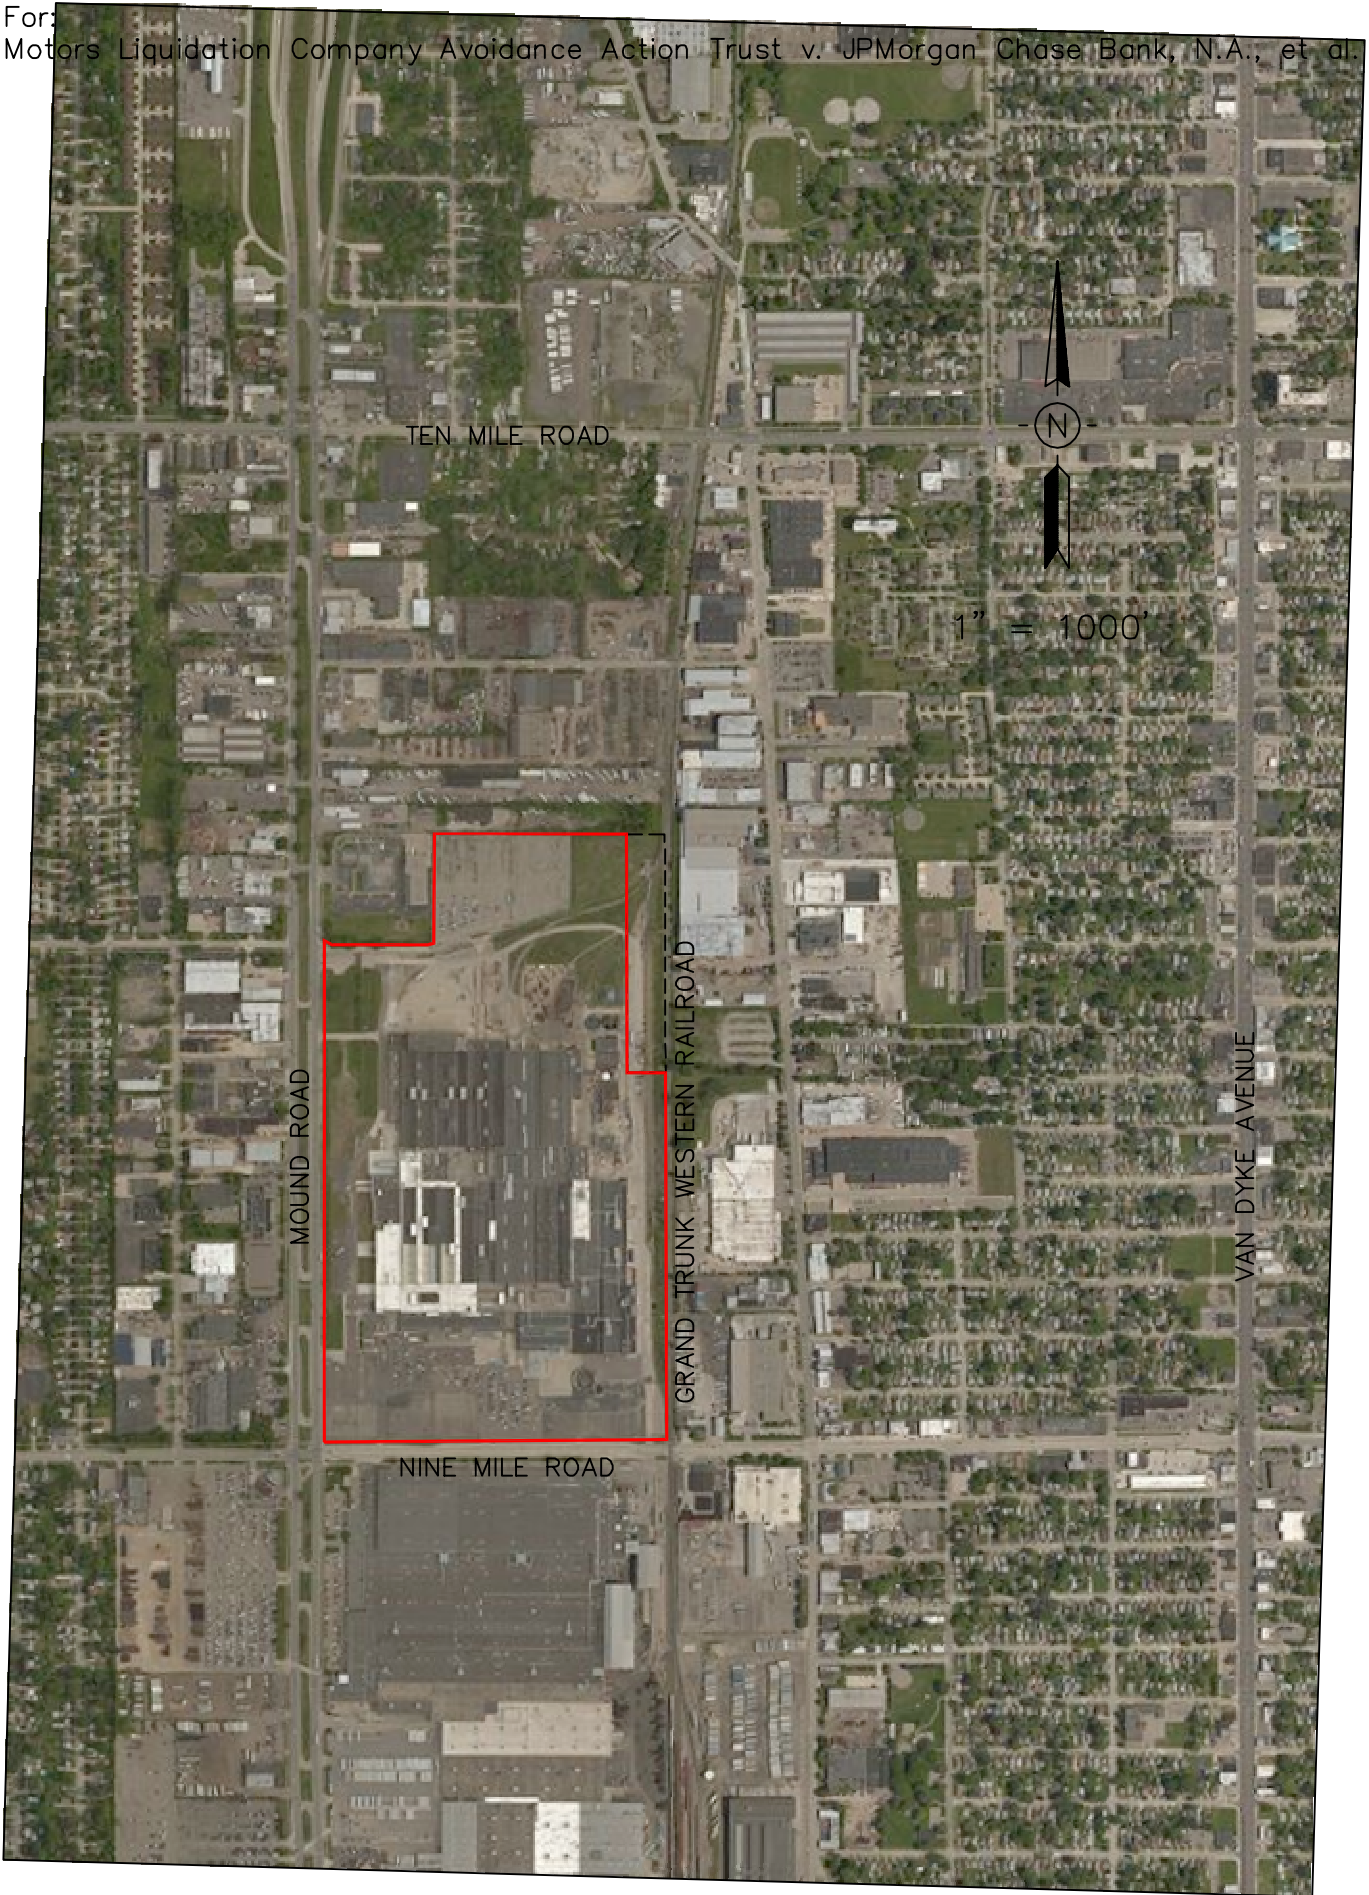 For:
Motors Liquidation Company Avoidance Action Trust v. JPMorgan Chase Bank, N.A., et al.
TEN MILE ROAD
N
1" = 1000'
MOUND ROAD
GRAND TRUNK WESTERN RAILROAD
VAN DYKE AVENUE
NINE MILE ROAD